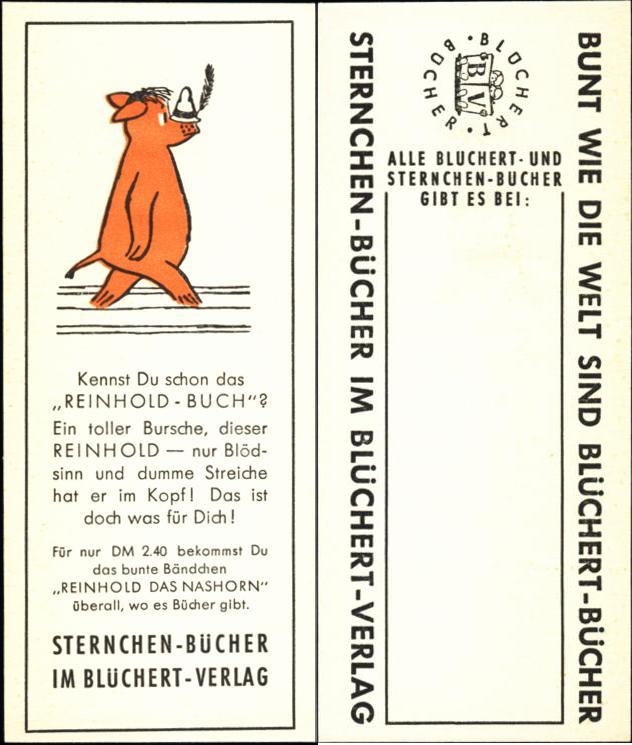 Kennst Du schon das
„REINHOLD - BUCH"?
Ein toller Bursche, dieser
REINHOLD — nur Blöd-
sinn und dumme Streiche
hat er im Kopf! Das ist
doch was für Dich!
Für nur DM 2.40 bekommst Du
das bunte Bändchen
„REINHOLD DAS NASHORN"
überall, wo es Bücher gibt.
STERNCHEN-BÜCHER
IM BLÜCHERT-VERLAG
STERNCHEN-BÜCHER IM BLÜCHERT-VERLAG
BLÜCHERT • BÜCHER •
BV
ALLE BLÜCHERT- UND
STERNCHEN-BÜCHER
GIBT ES BEI:
BUNT WIE DIE WELT SIND BLÜCHERT-BÜCHER